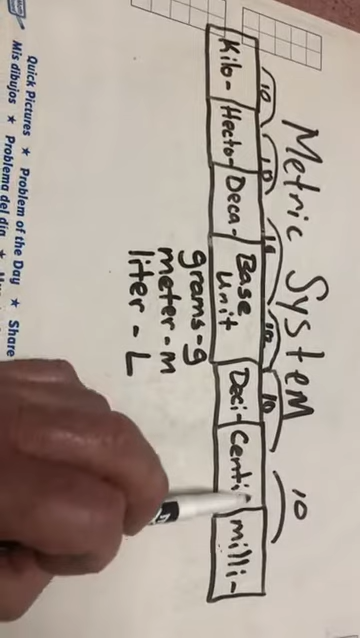 Metric System
10 10 10 10 10 10
Kilo- Hecto- Deca- Base Unit Deci- Centi milli-
grams-g
meter-m
liter-L
Quick Pictures ★ Problem of the Day ★ Share
Mis dibujos ★ Problema del día ★